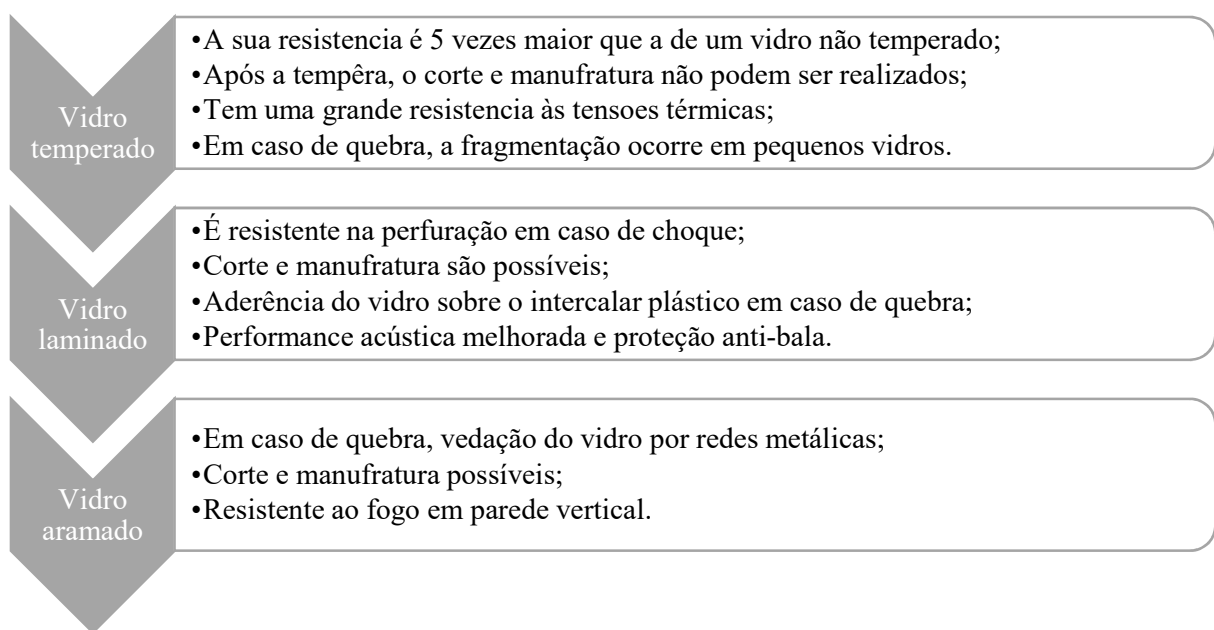 Vidro
temperado
•A sua resistencia é 5 vezes maior que a de um vidro não temperado;
•Após a tempêra, o corte e manufratura não podem ser realizados;
•Tem uma grande resistencia às tensoes térmicas;
•Em caso de quebra, a fragmentação ocorre em pequenos vidros.
Vidro
laminado
•É resistente na perfuração em caso de choque;
•Corte e manufratura são possíveis;
•Aderência do vidro sobre o intercalar plástico em caso de quebra;
•Performance acústica melhorada e proteção anti-bala.
Vidro
aramado
•Em caso de quebra, vedação do vidro por redes metálicas;
•Corte e manufratura possíveis;
•Resistente ao fogo em parede vertical.